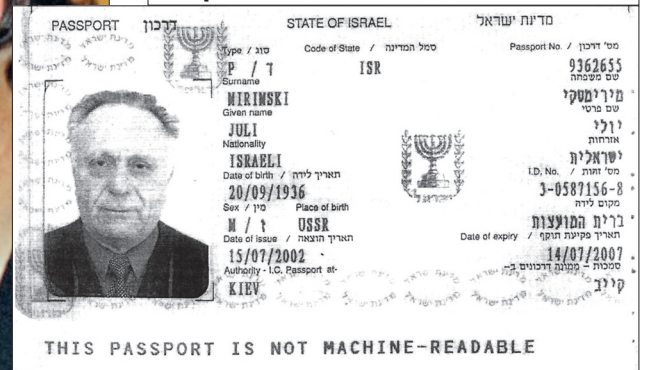 PASSPORT דרכון STATE OF ISRAEL מדינת ישראל
Type / סוג Code of State / סמל המדינה Passport No. / מס' דרכון
P / ד ISR 9362655
Surname שם משפחה
MIRIMSKI מירימסקי
Given name שם פרטי
JULI יולי
Nationality אזרחות
ISRAELI ישראלית
Date of birth / תאריך לידה I.D. No. / מס' זהות
20/09/1936 3-0587156-8
Sex / מין Place of birth מקום לידה
M / ז USSR ברית המועצות
Date of issue / תאריך הוצאה Date of expiry / תאריך פקיעת תוקף
15/07/2002 14/07/2007
Authority - I.C. Passport at- סמכות - ממונה דרכונים ב-
KIEV קייב
THIS PASSPORT IS NOT MACHINE-READABLE